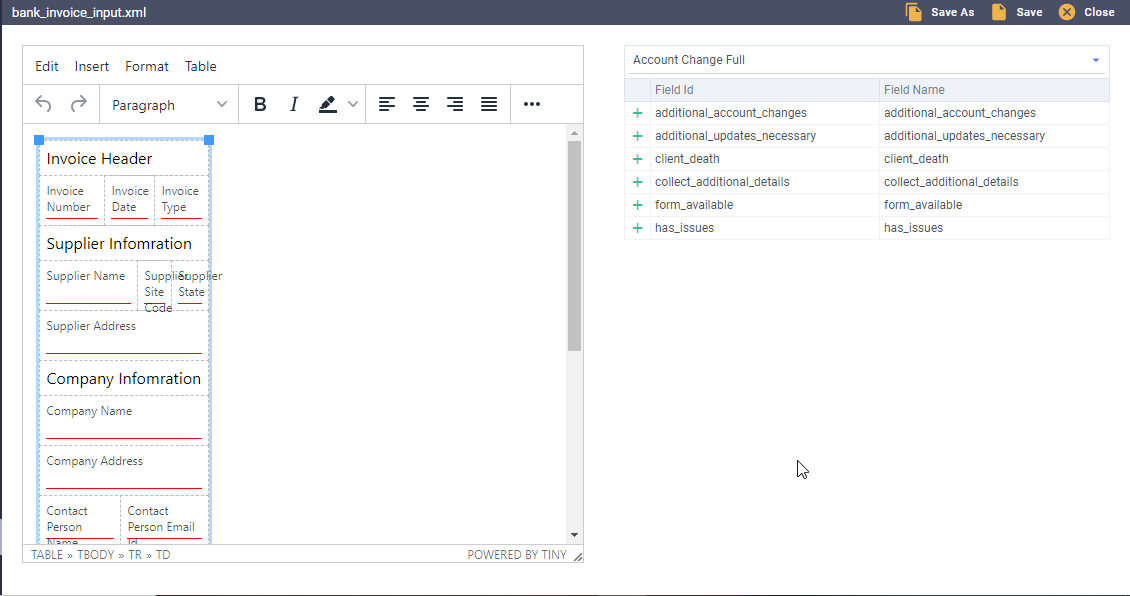 bank_invoice_input.xml
Save As Save Close
Edit Insert Format Table
Paragraph B I
Invoice Header
Invoice Number
Invoice Date
Invoice Type
Supplier Infomration
Supplier Name
Supplier Site Code
Supplier State
Supplier Address
Company Infomration
Company Name
Company Address
Contact Person Name
Contact Person Email Id
TABLE » TBODY » TR » TD
POWERED BY TINY
Account Change Full
Field Id Field Name
additional_account_changes additional_account_changes
additional_updates_necessary additional_updates_necessary
client_death client_death
collect_additional_details collect_additional_details
form_available form_available
has_issues has_issues